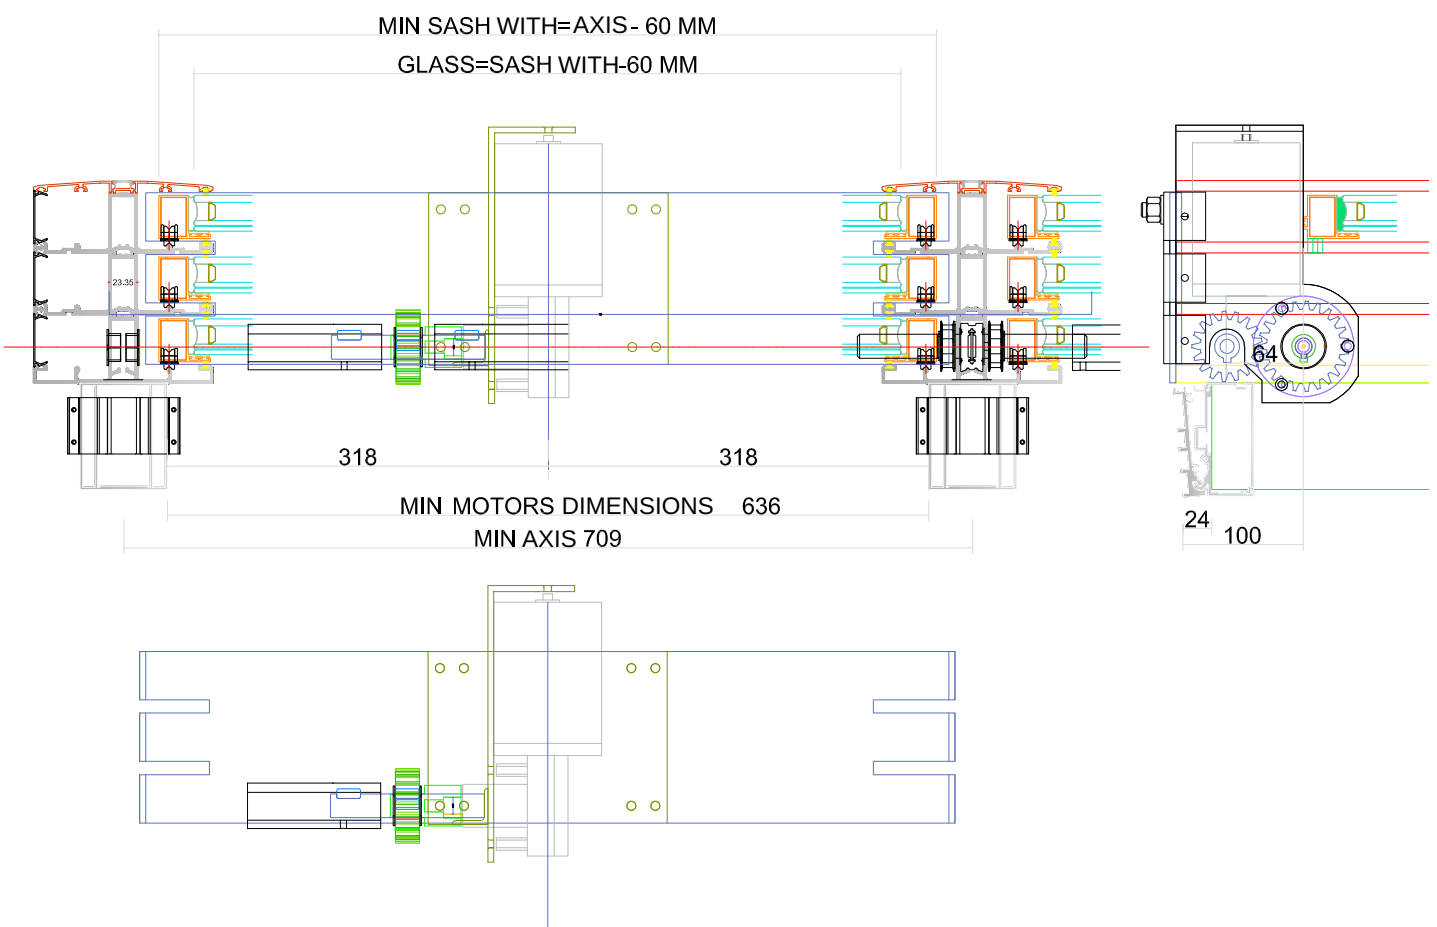 MIN SASH WITH=AXIS- 60 MM
GLASS=SASH WITH-60 MM
23.35
64
318
318
MIN MOTORS DIMENSIONS 636
MIN AXIS 709
24
100